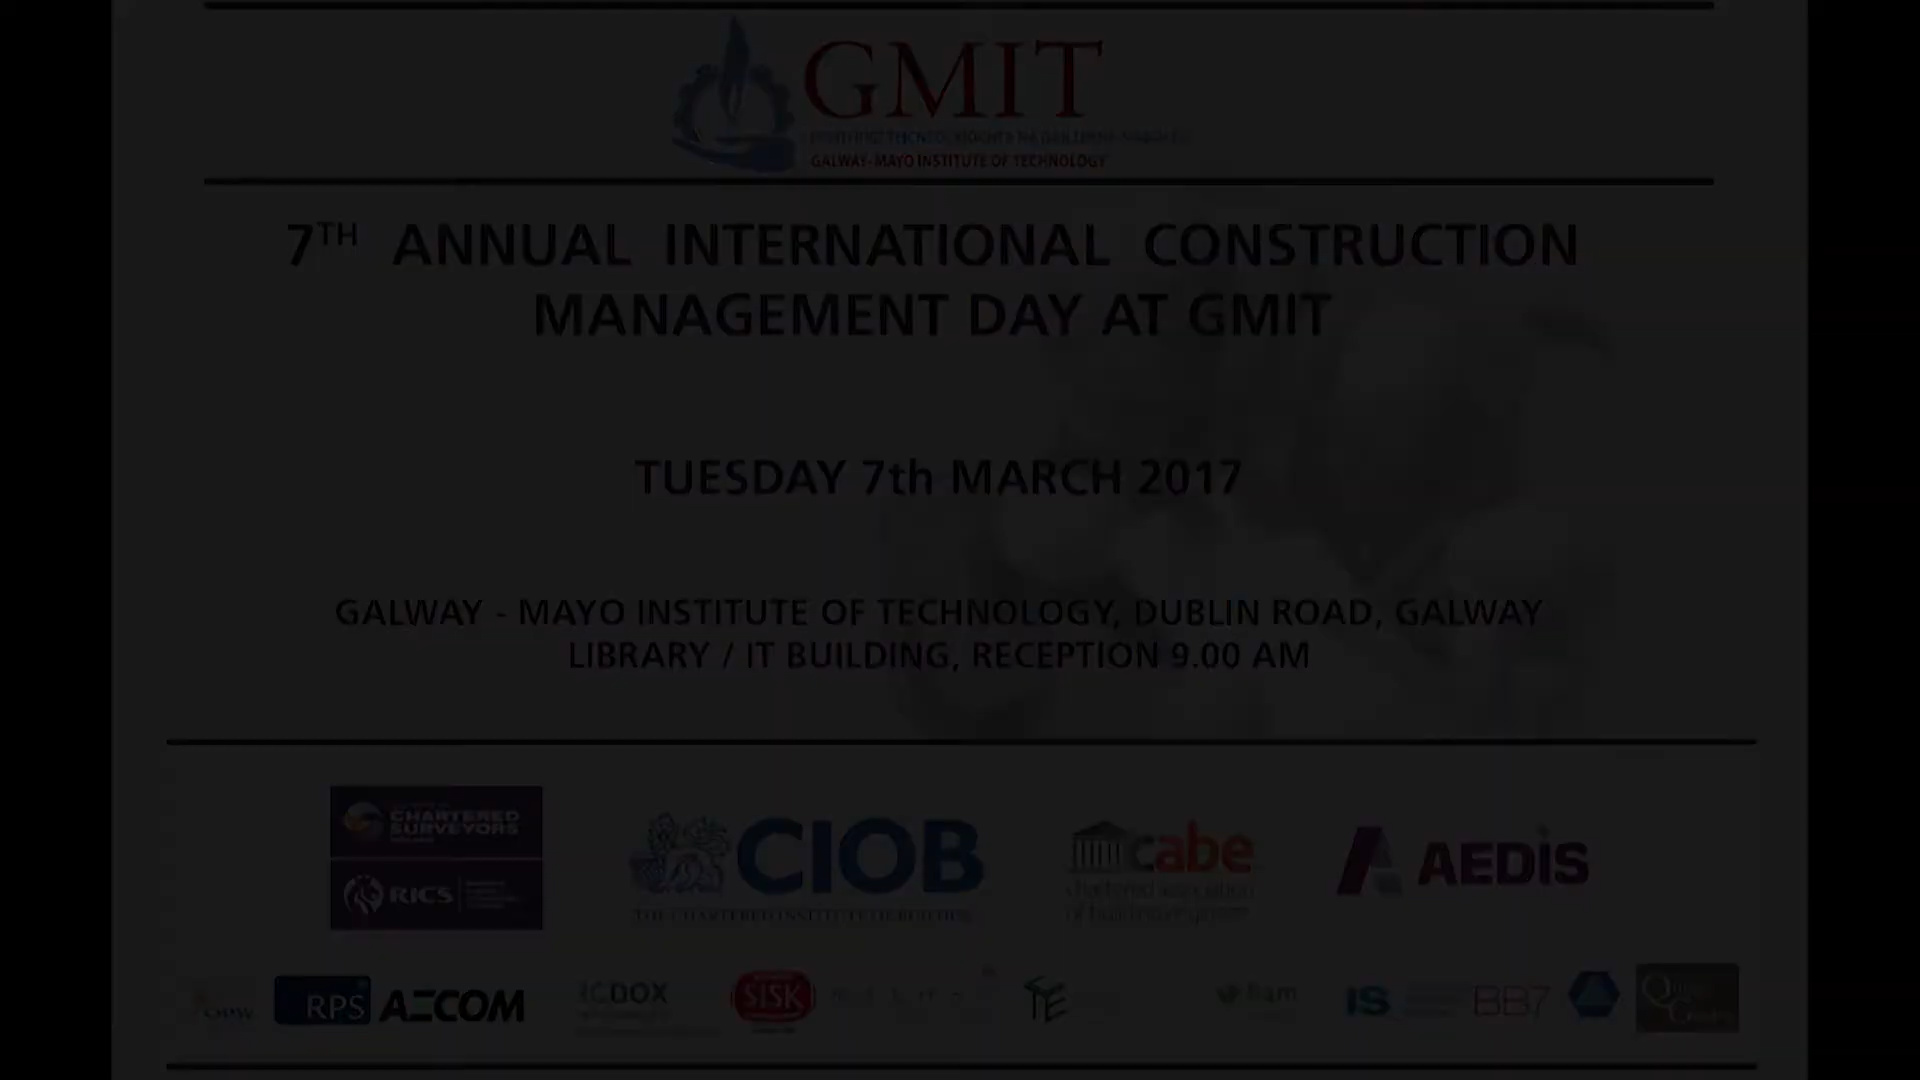 GMIT
GALWAY-MAYO INSTITUTE OF TECHNOLOGY
7TH ANNUAL INTERNATIONAL CONSTRUCTION
MANAGEMENT DAY AT GMIT
TUESDAY 7th MARCH 2017
GALWAY - MAYO INSTITUTE OF TECHNOLOGY, DUBLIN ROAD, GALWAY
LIBRARY / IT BUILDING, RECEPTION 9.00 AM
CHARTERED
SURVEYORS
RICS
CIOB
cabe
AEDIS
RPS
AECOM
SISK
IS
BB7